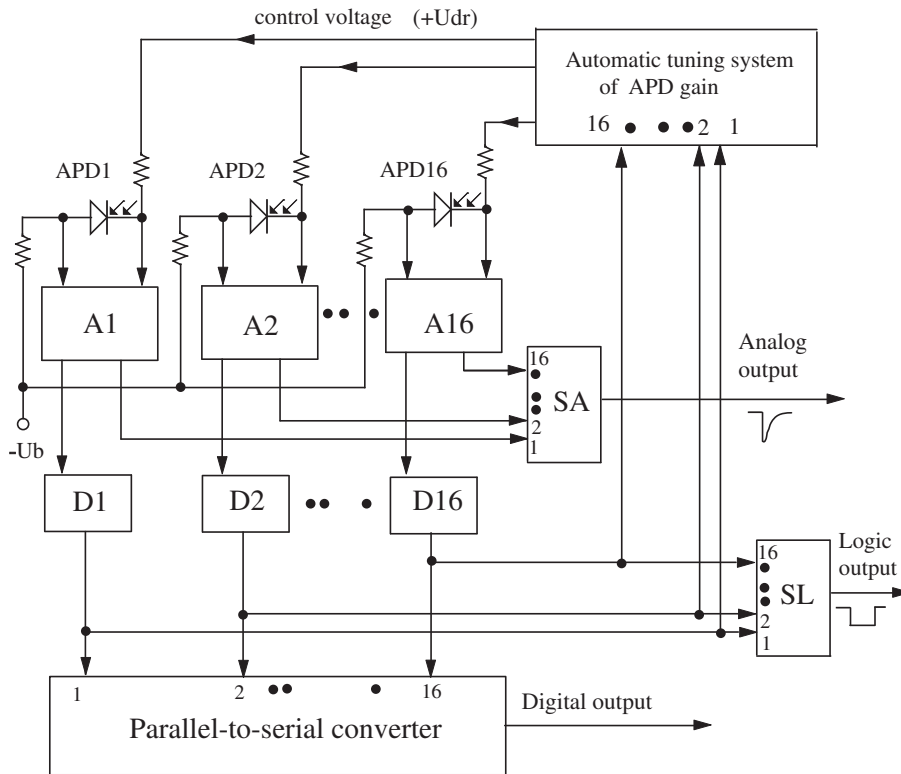 control voltage (+Udr)
Automatic tuning system
of APD gain
16 2 1
APD1
APD2
APD16
A1
A2
A16
-Ub
16
2
1
SA
Analog
output
D1
D2
D16
16
2
1
SL
Logic
output
1 2 16
Parallel-to-serial converter
Digital output